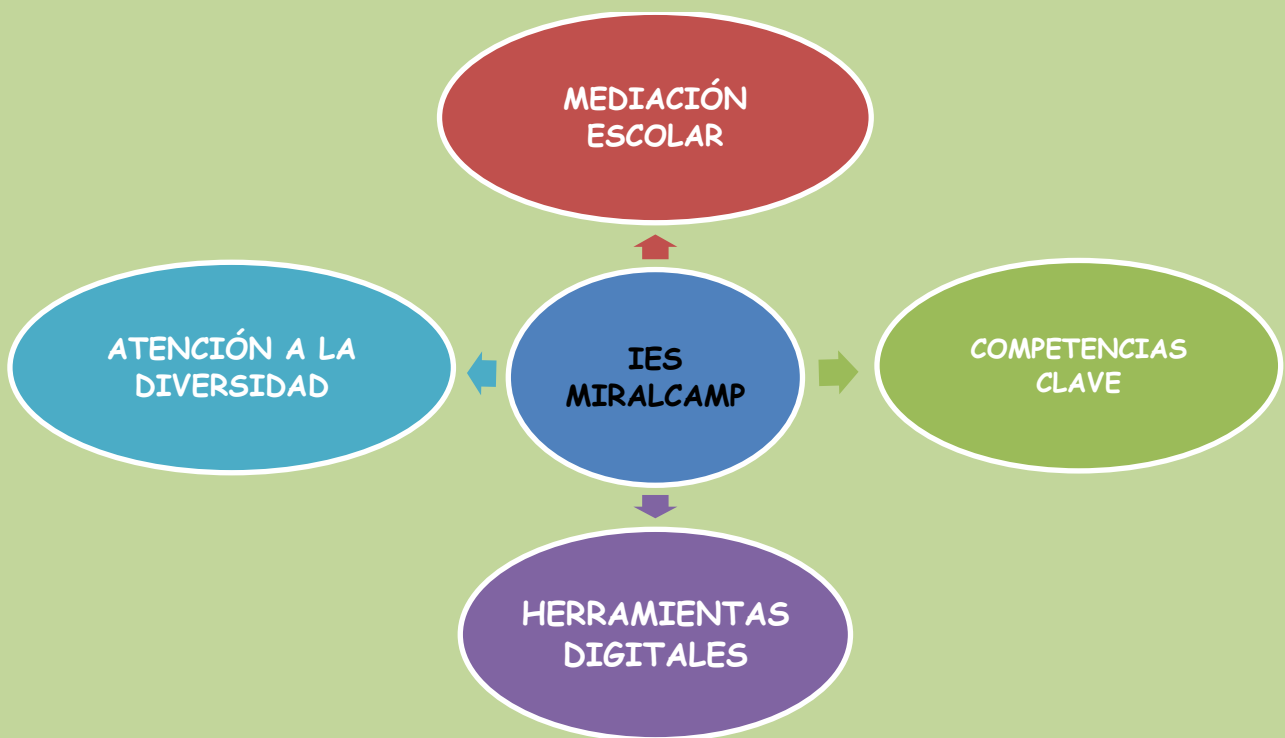 MEDIACIÓN
ESCOLAR
ATENCIÓN A LA
DIVERSIDAD
IES
MIRALCAMP
COMPETENCIAS
CLAVE
HERRAMIENTAS
DIGITALES